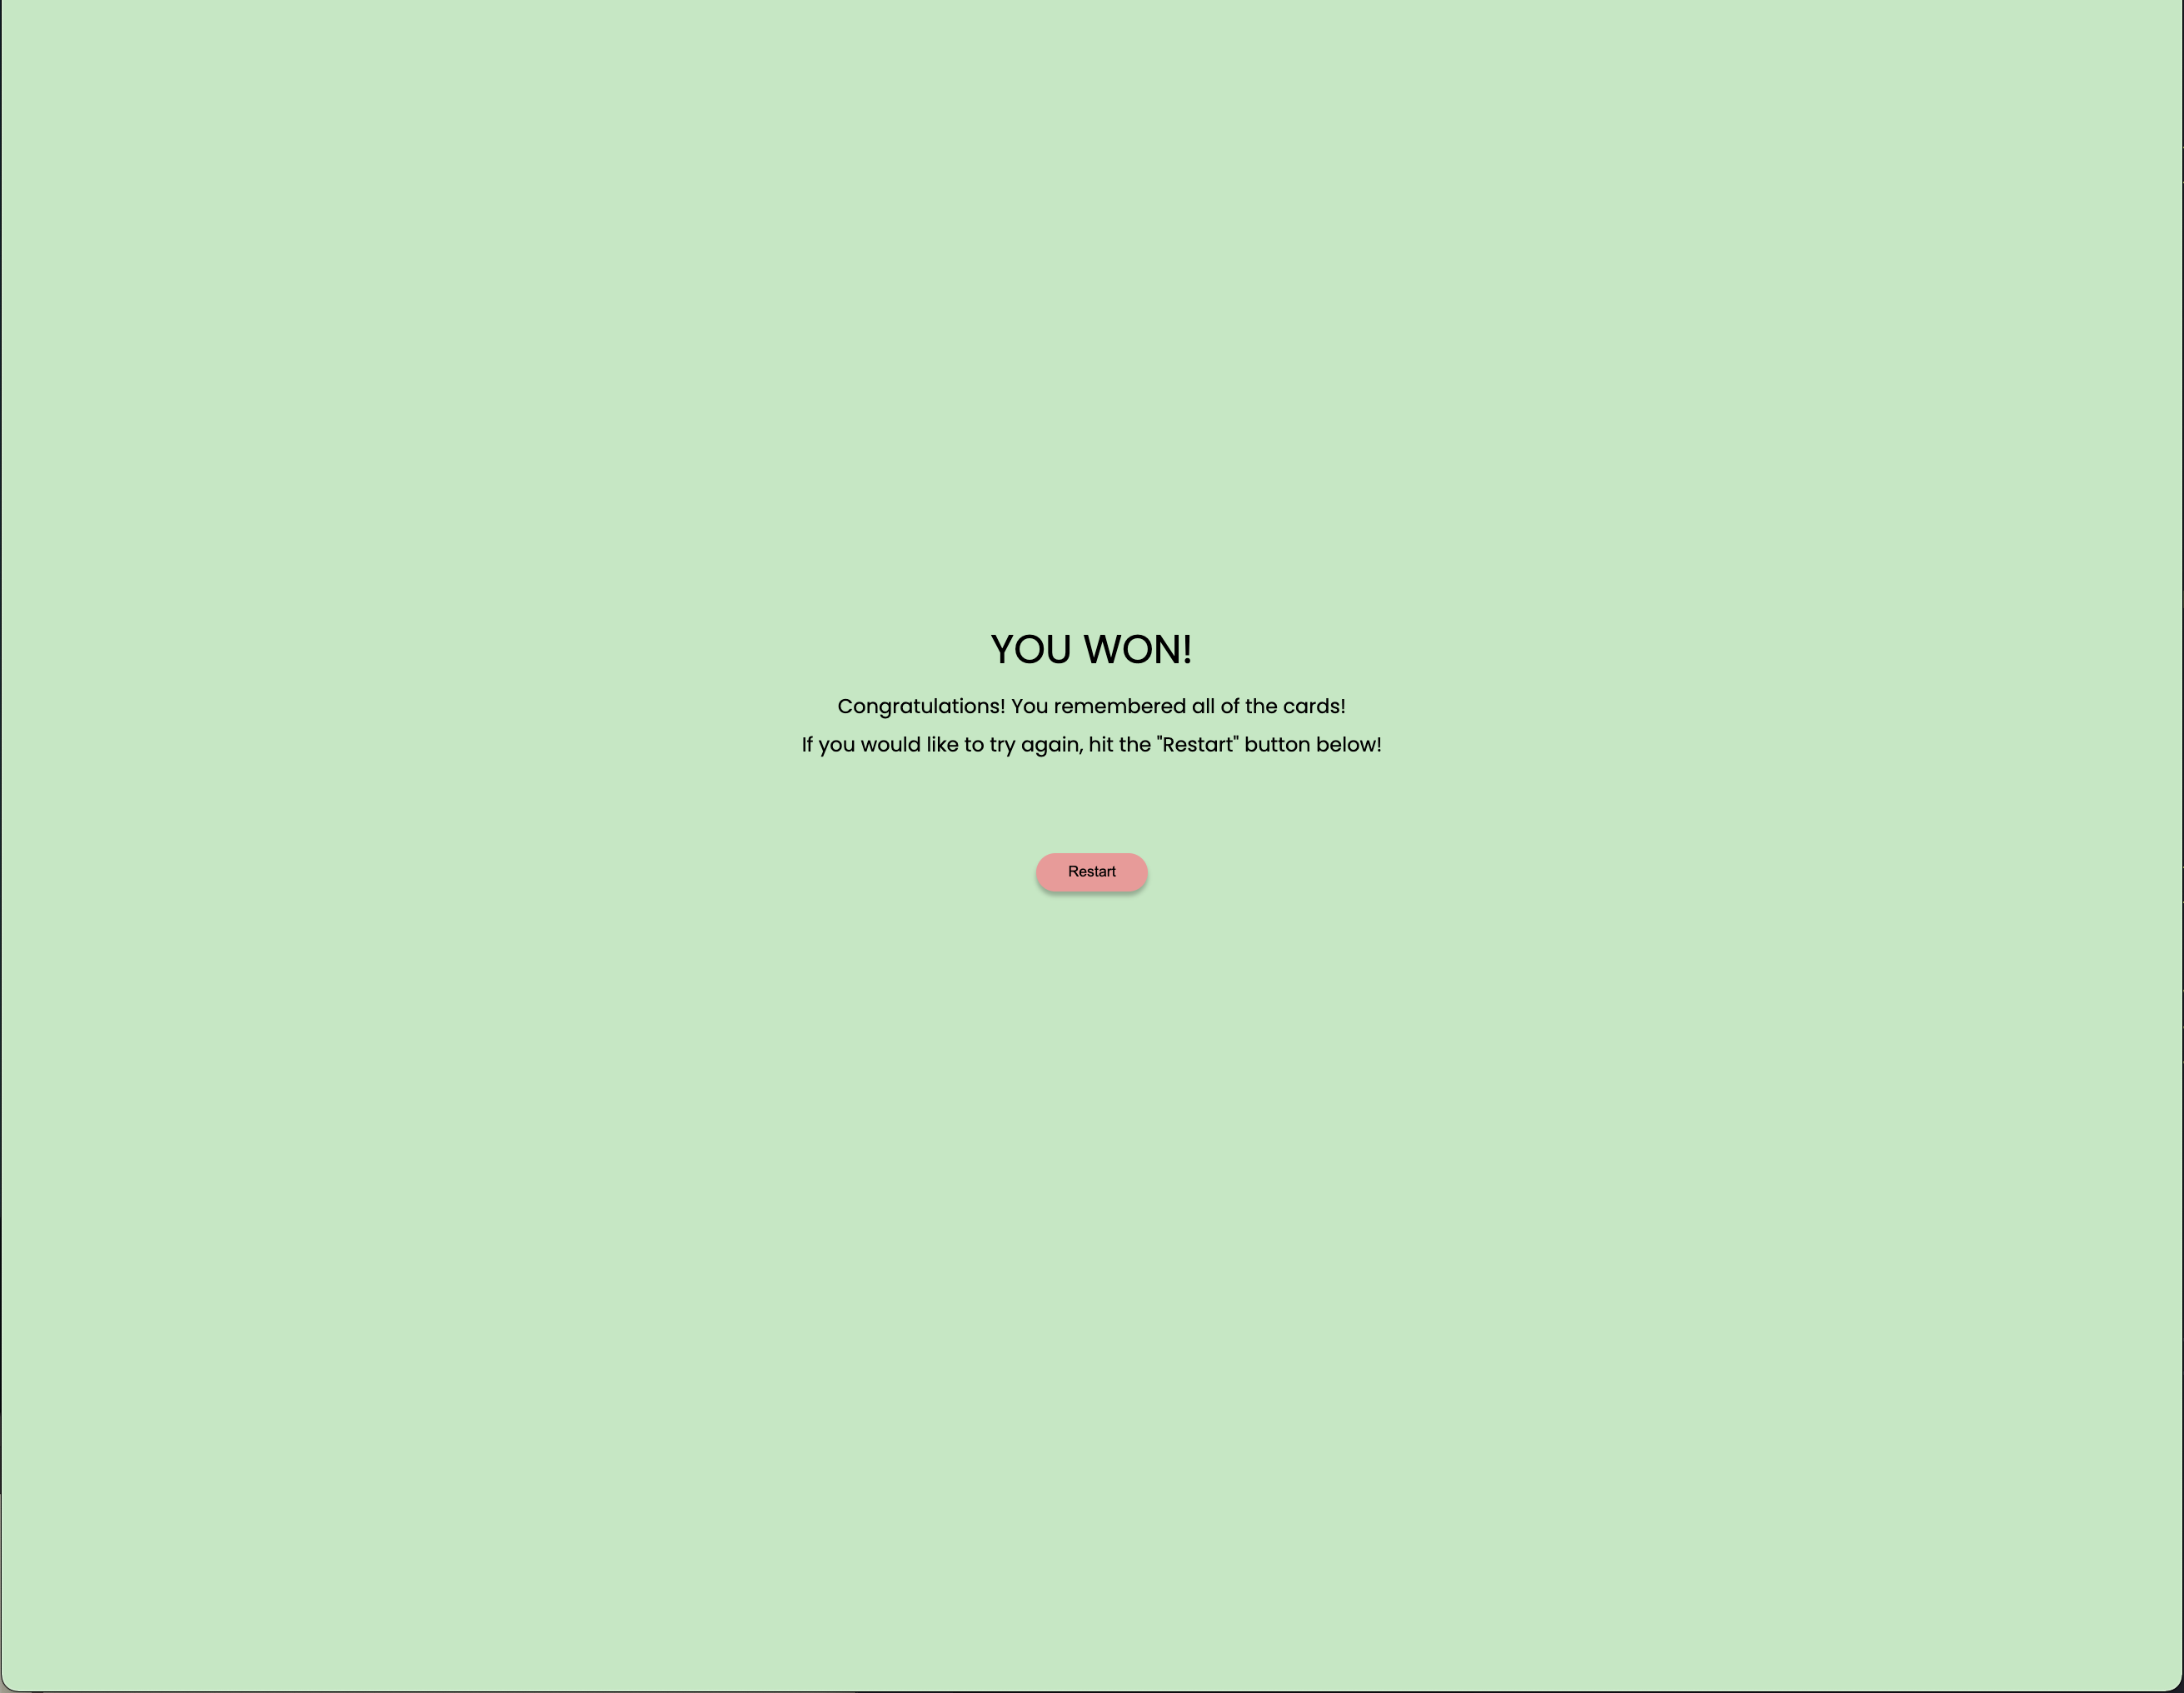 YOU WON!
Congratulations! You remembered all of the cards!
If you would like to try again, hit the "Restart" button below!
Restart